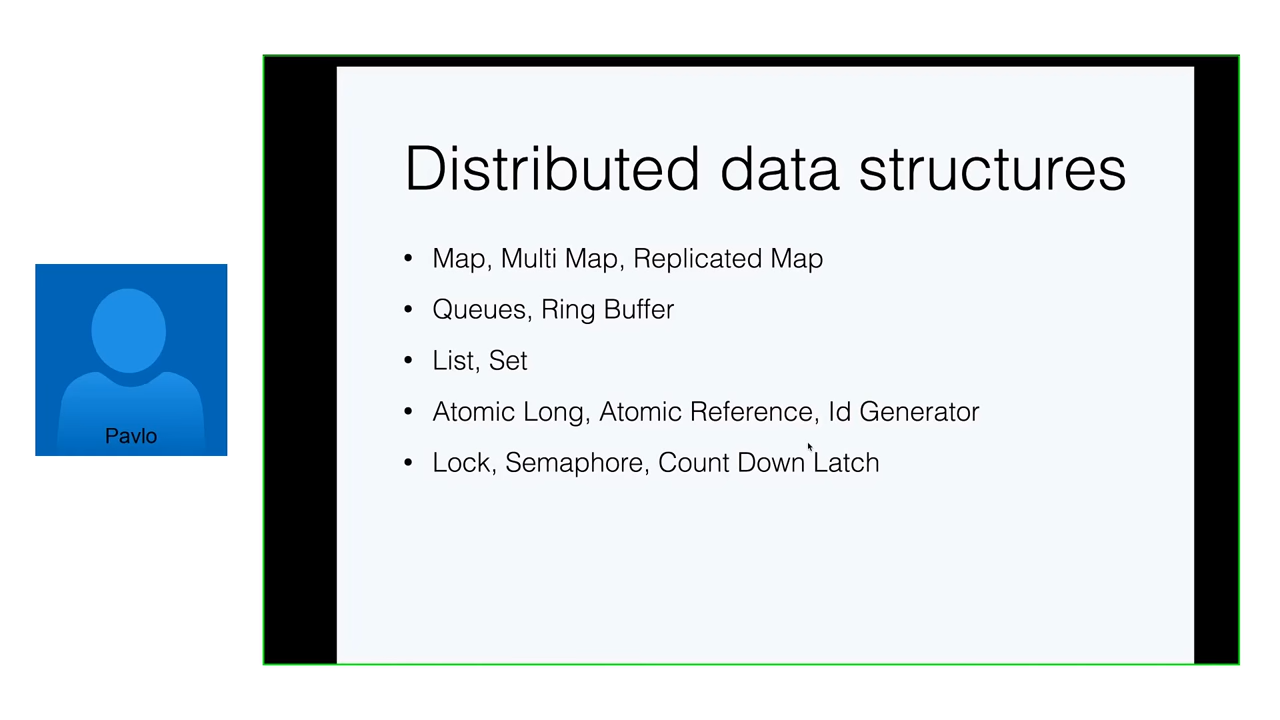 Distributed data structures
• Map, Multi Map, Replicated Map
• Queues, Ring Buffer
• List, Set
• Atomic Long, Atomic Reference, Id Generator
• Lock, Semaphore, Count Down Latch
Pavlo